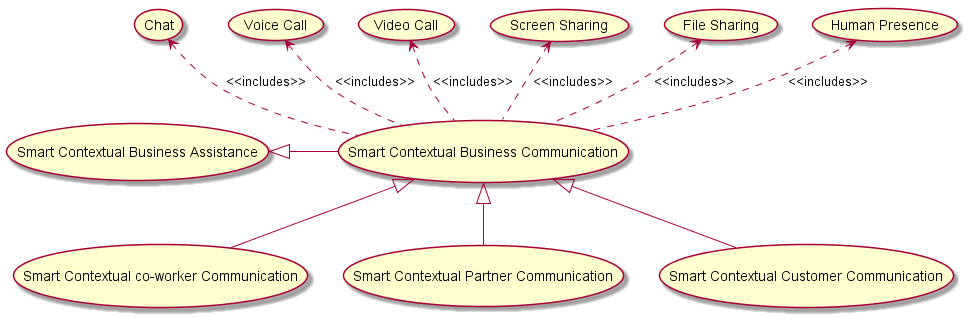 Chat
Voice Call
Video Call
Screen Sharing
File Sharing
Human Presence
<<includes>>
<<includes>>
<<includes>>
<<includes>>
<<includes>>
<<includes>>
Smart Contextual Business Assistance
Smart Contextual Business Communication
Smart Contextual co-worker Communication
Smart Contextual Partner Communication
Smart Contextual Customer Communication